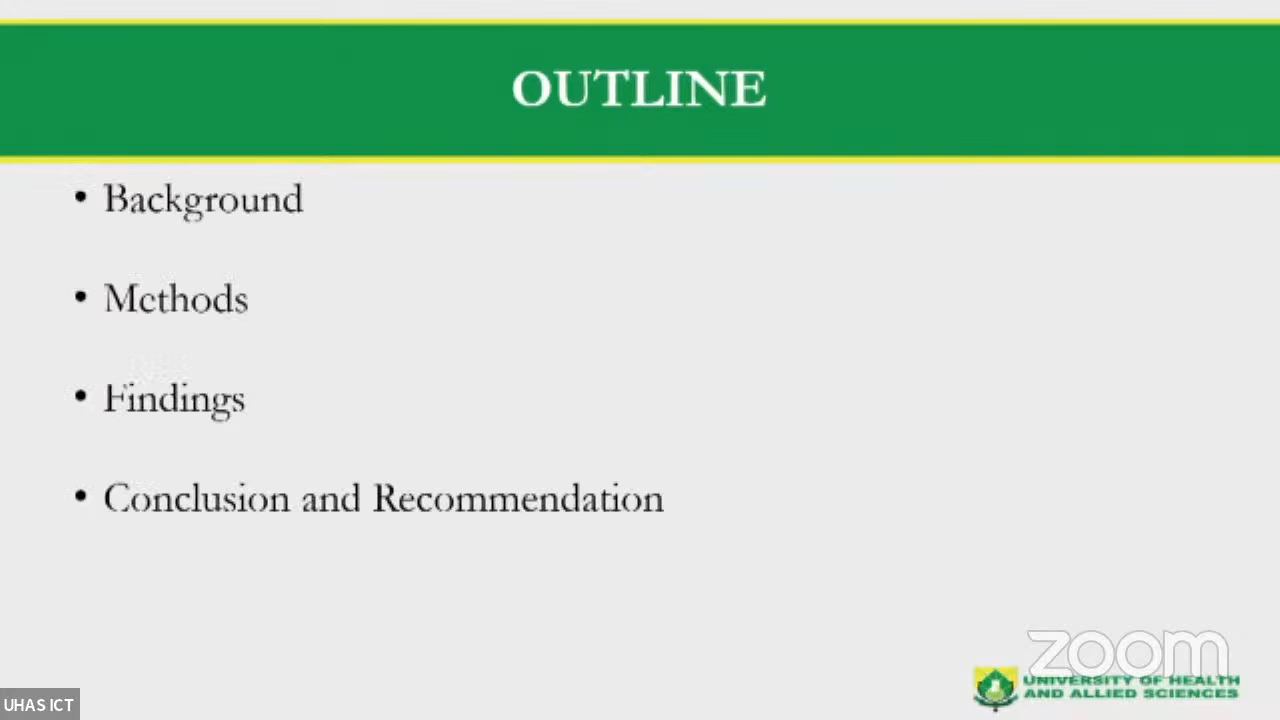 OUTLINE
• Background
• Methods
• Findings
• Conclusion and Recommendation
zoom
UNIVERSITY OF HEALTH
AND ALLIED SCIENCES
UHAS ICT